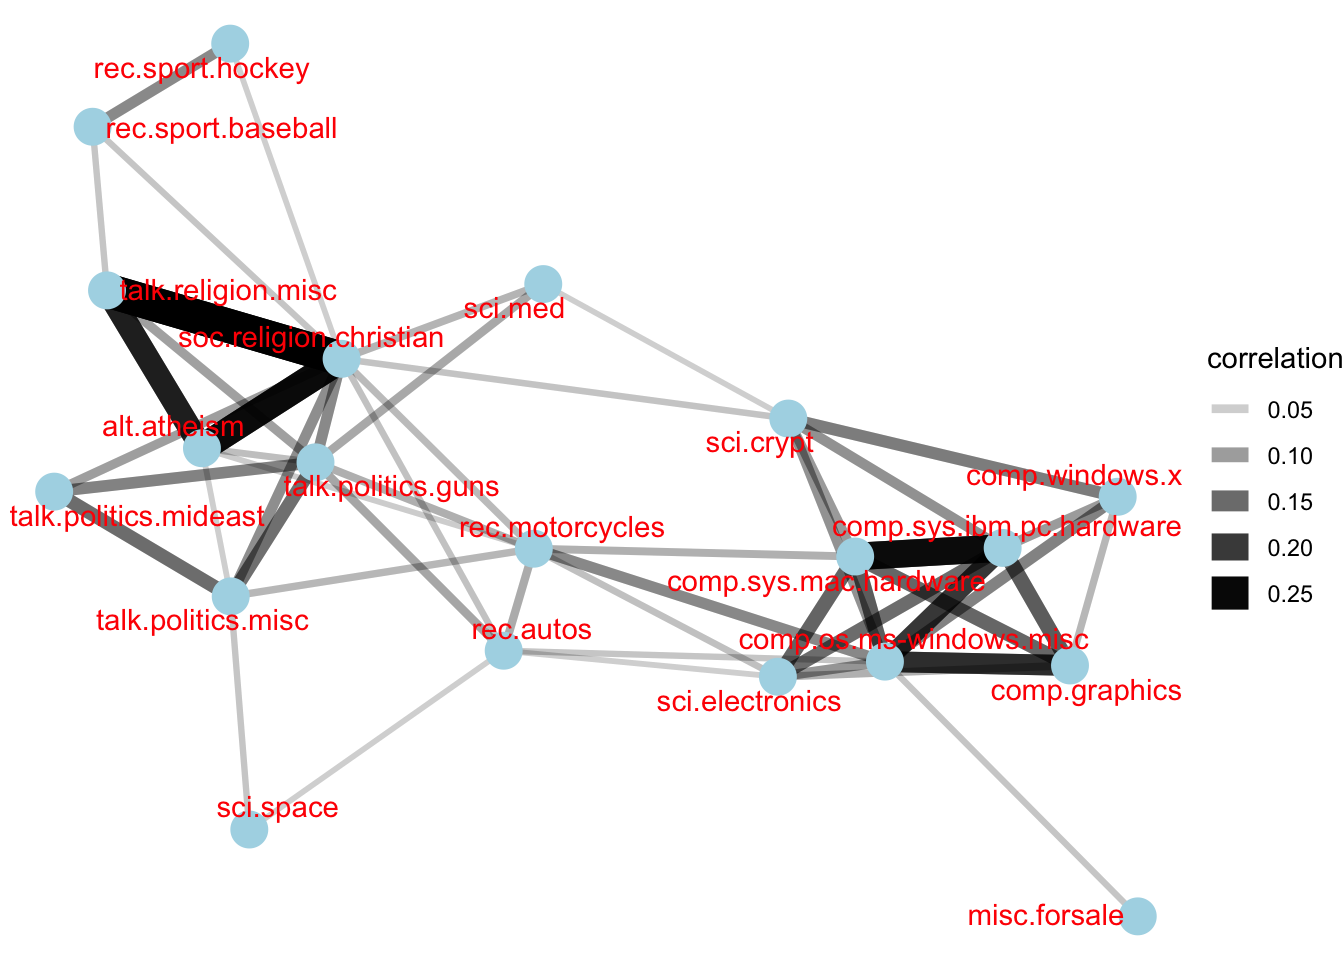 rec.sport.hockey
rec.sport.baseball
talk.religion.misc
sci.med
soc.religion.christian
correlation
0.05
alt.atheism
sci.crypt
0.10
comp.windows.x
talk.politics.guns
0.15
talk.politics.mideast
rec.motorcycles
comp.sys.ibm.pc.hardware
0.20
comp.sys.mac.hardware
0.25
talk.politics.misc
rec.autos
comp.os.ms-windows.misc
sci.electronics
comp.graphics
sci.space
misc.forsale